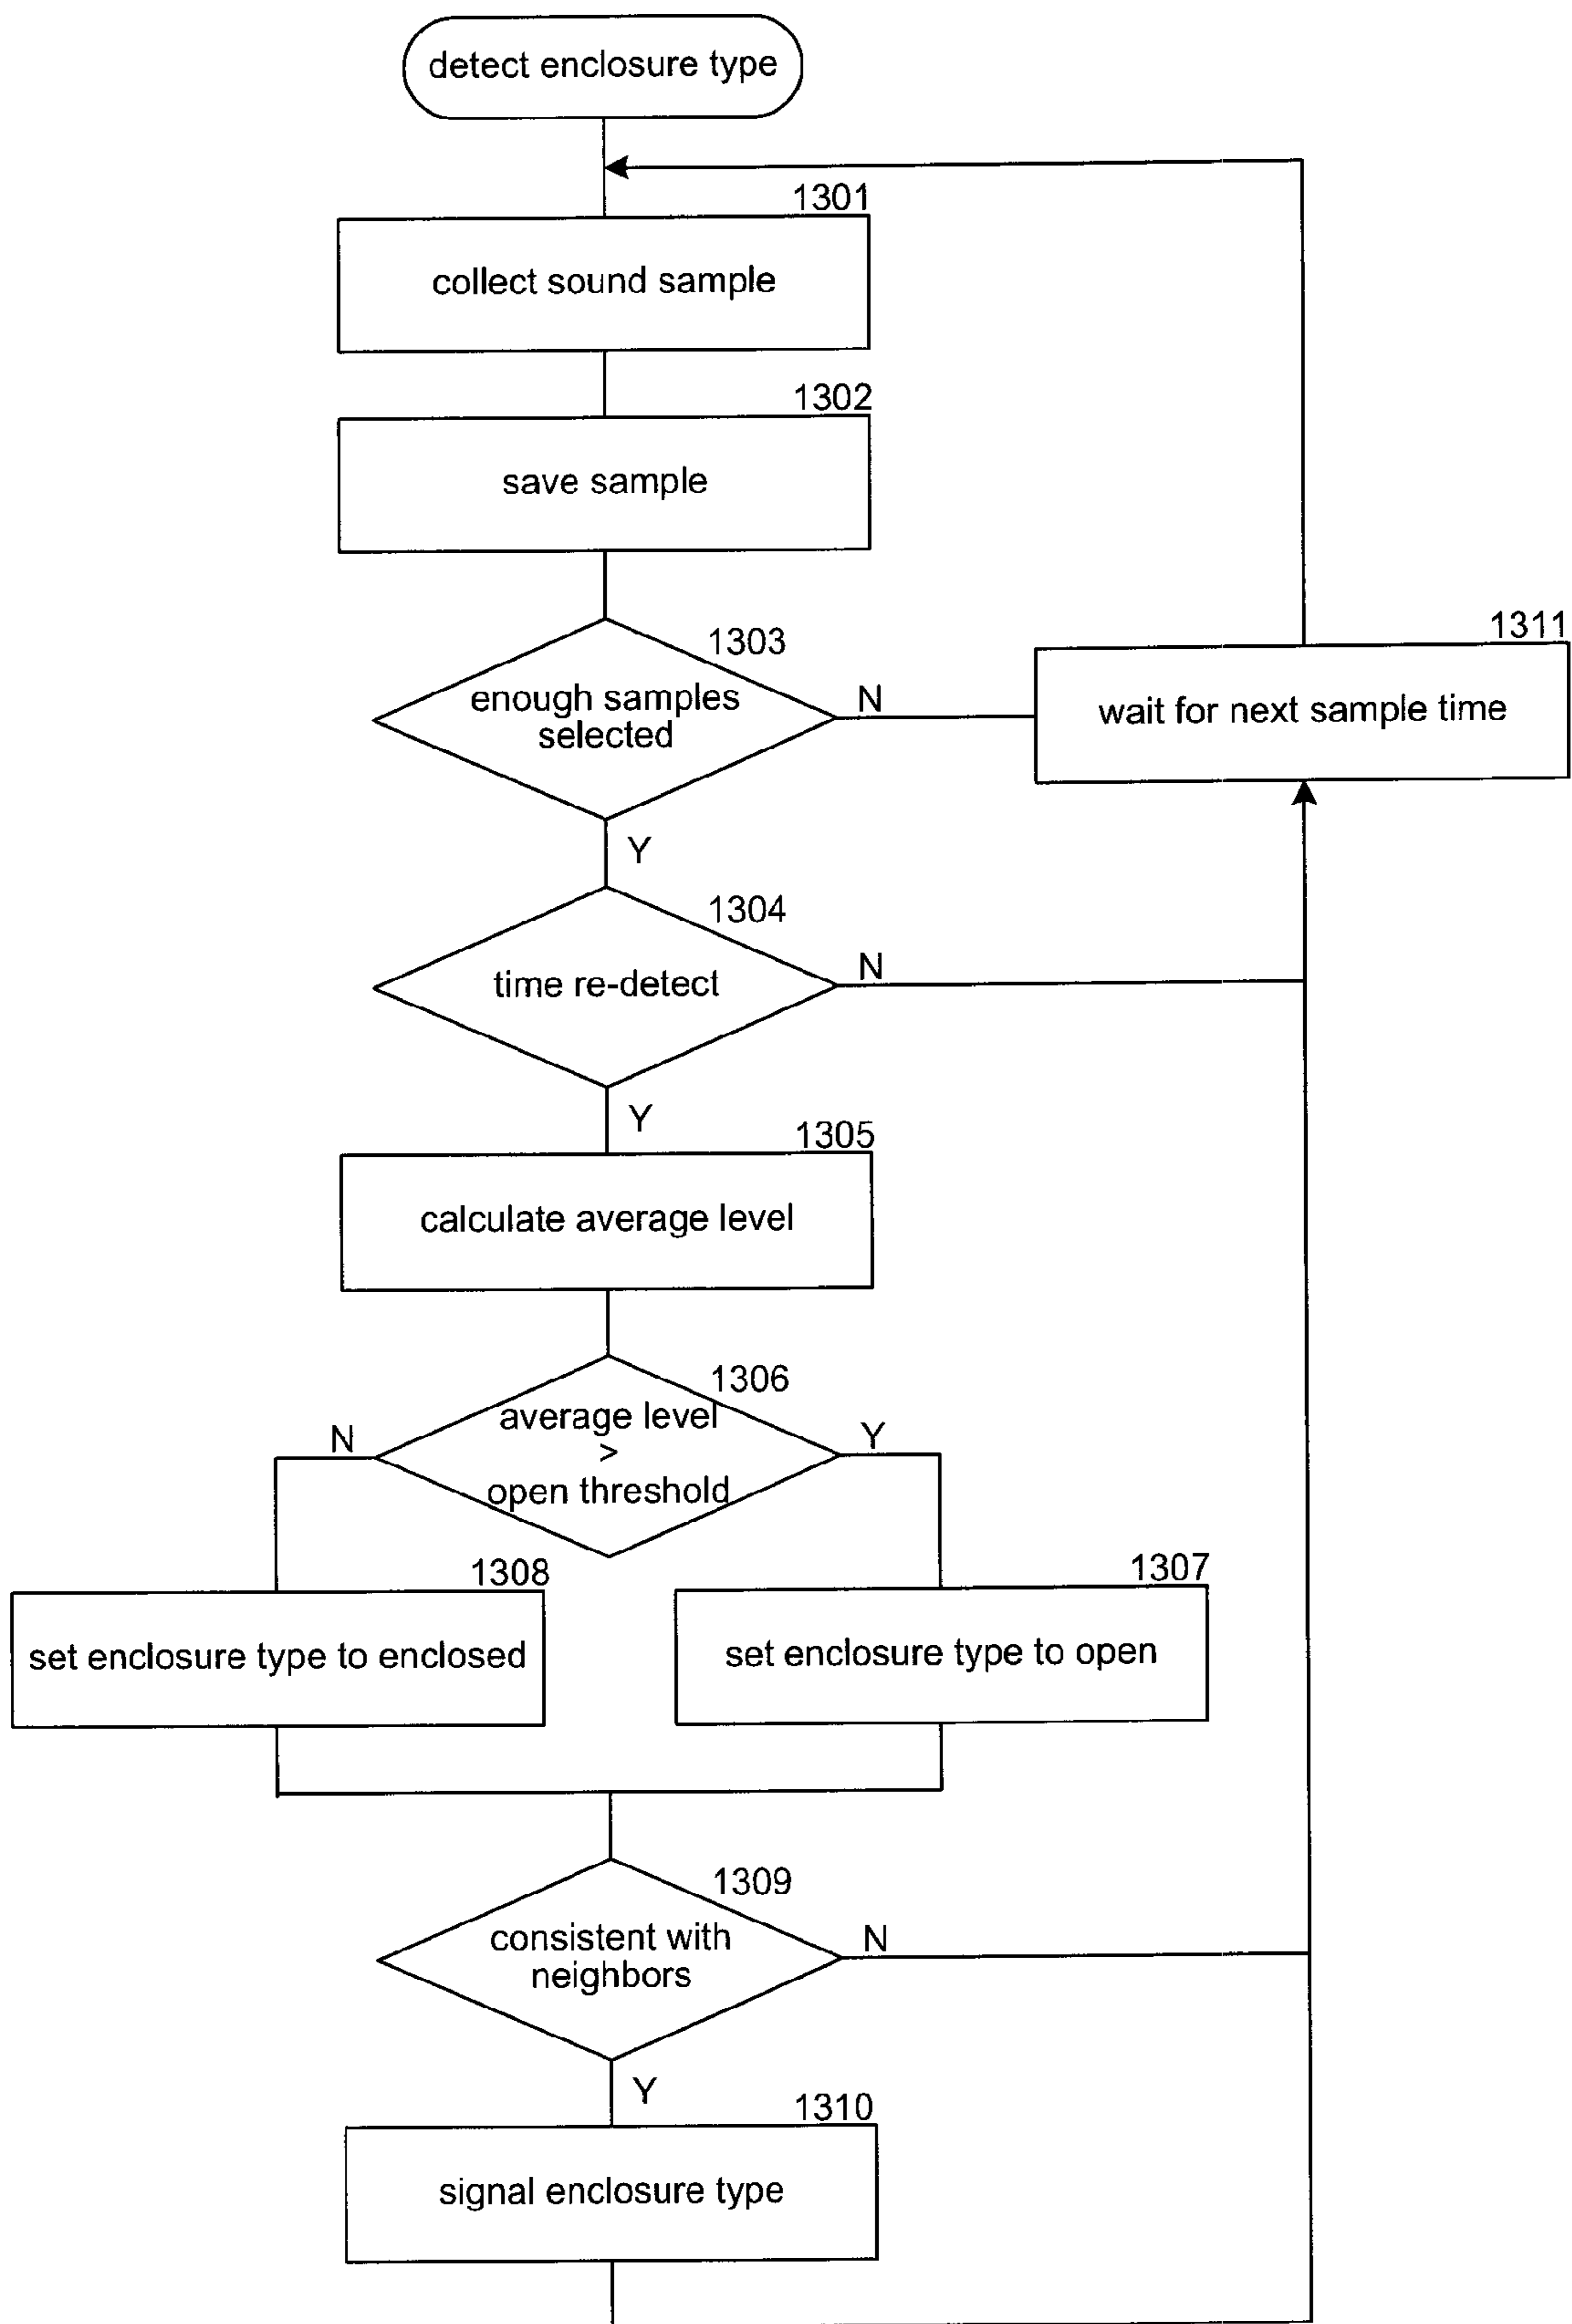 detect enclosure type
1301
collect sound sample
1302
save sample
1303
enough samples
selected
N
1311
wait for next sample time
Y
1304
time re-detect
N
Y
1305
calculate average level
1306
average level
>
open threshold
N
Y
1308
set enclosure type to enclosed
1307
set enclosure type to open
1309
consistent with
neighbors
N
Y
1310
signal enclosure type